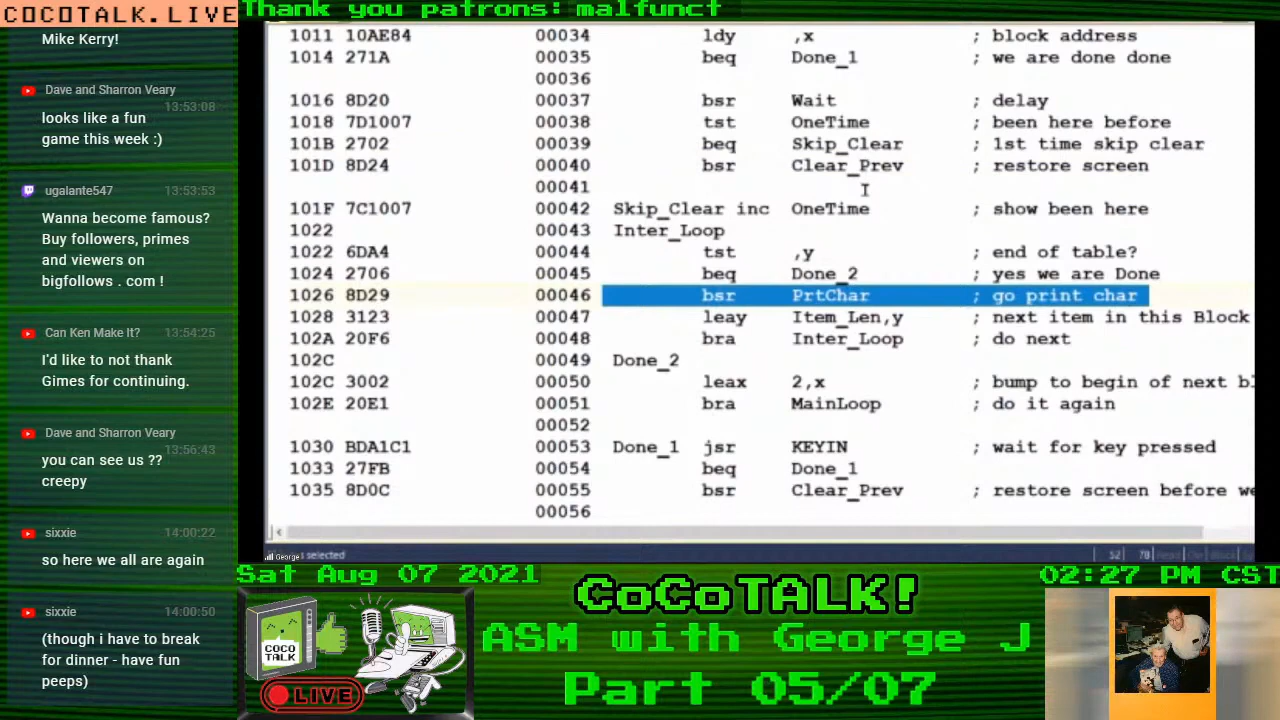 COCOTALK.LIVE
Thank you patrons: malfunct
Mike Kerry!
Dave and Sharron Veary
13:53:08
looks like a fun
game this week :)
ugalante547 13:53:53
Wanna become famous?
Buy followers, primes
and viewers on
bigfollows . com !
Can Ken Make It? 13:54:25
I'd like to not thank
Gimes for continuing.
Dave and Sharron Veary
13:56:43
you can see us ??
creepy
sixxie 14:00:22
so here we all are again
sixxie 14:00:50
(though i have to break
for dinner - have fun
peeps)
1011 10AE84 00034 ldy ,x ; block address
1014 271A 00035 beq Done_1 ; we are done done
00036
1016 8D20 00037 bsr Wait ; delay
1018 7D1007 00038 tst OneTime ; been here before
101B 2702 00039 beq Skip_Clear ; 1st time skip clear
101D 8D24 00040 bsr Clear_Prev ; restore screen
00041
101F 7C1007 00042 Skip_Clear inc OneTime ; show been here
1022 00043 Inter_Loop
1022 6DA4 00044 tst ,y ; end of table?
1024 2706 00045 beq Done_2 ; yes we are Done
1026 8D29 00046 bsr PrtChar ; go print char
1028 3123 00047 leay Item_Len,y ; next item in this Block
102A 20F6 00048 bra Inter_Loop ; do next
102C 00049 Done_2
102C 3002 00050 leax 2,x ; bump to begin of next bl
102E 20E1 00051 bra MainLoop ; do it again
00052
1030 BDA1C1 00053 Done_1 jsr KEYIN ; wait for key pressed
1033 27FB 00054 beq Done_1
1035 8D0C 00055 bsr Clear_Prev ; restore screen before we
00056
George selected 52 78
Sat Aug 07 2021
CoCoTALK!
02:27 PM CST
COCO
TALK
LIVE
ASM with George J
Part 05/07